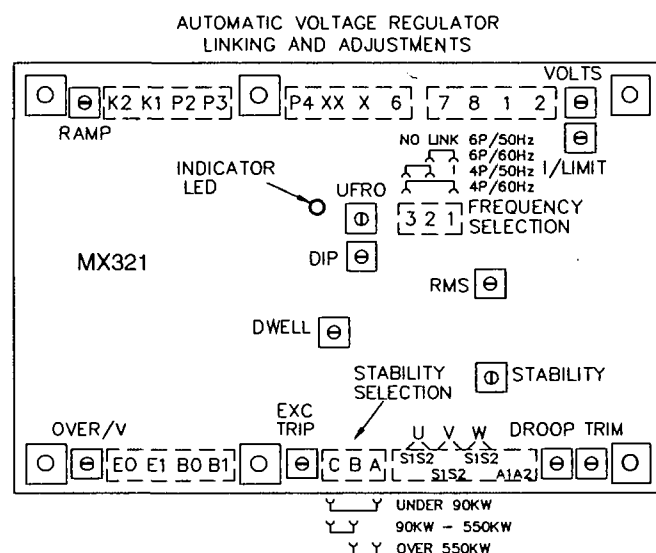 AUTOMATIC VOLTAGE REGULATOR
LINKING AND ADJUSTMENTS
VOLTS
K2 K1 P2 P3
P4 XX X 6
7 8 1 2
RAMP
NO LINK 6P/50Hz
6P/60Hz
1 4P/50Hz
4P/60Hz
I/LIMIT
INDICATOR
LED
UFRO
3 2 1
FREQUENCY
SELECTION
MX321
DIP
RMS
DWELL
STABILITY
SELECTION
STABILITY
OVER/V
EXC
TRIP
U V W
DROOP TRIM
E0 E1 B0 B1
C B A
S1S2 S1S2
S1S2 A1A2
UNDER 90KW
90KW - 550KW
OVER 550KW